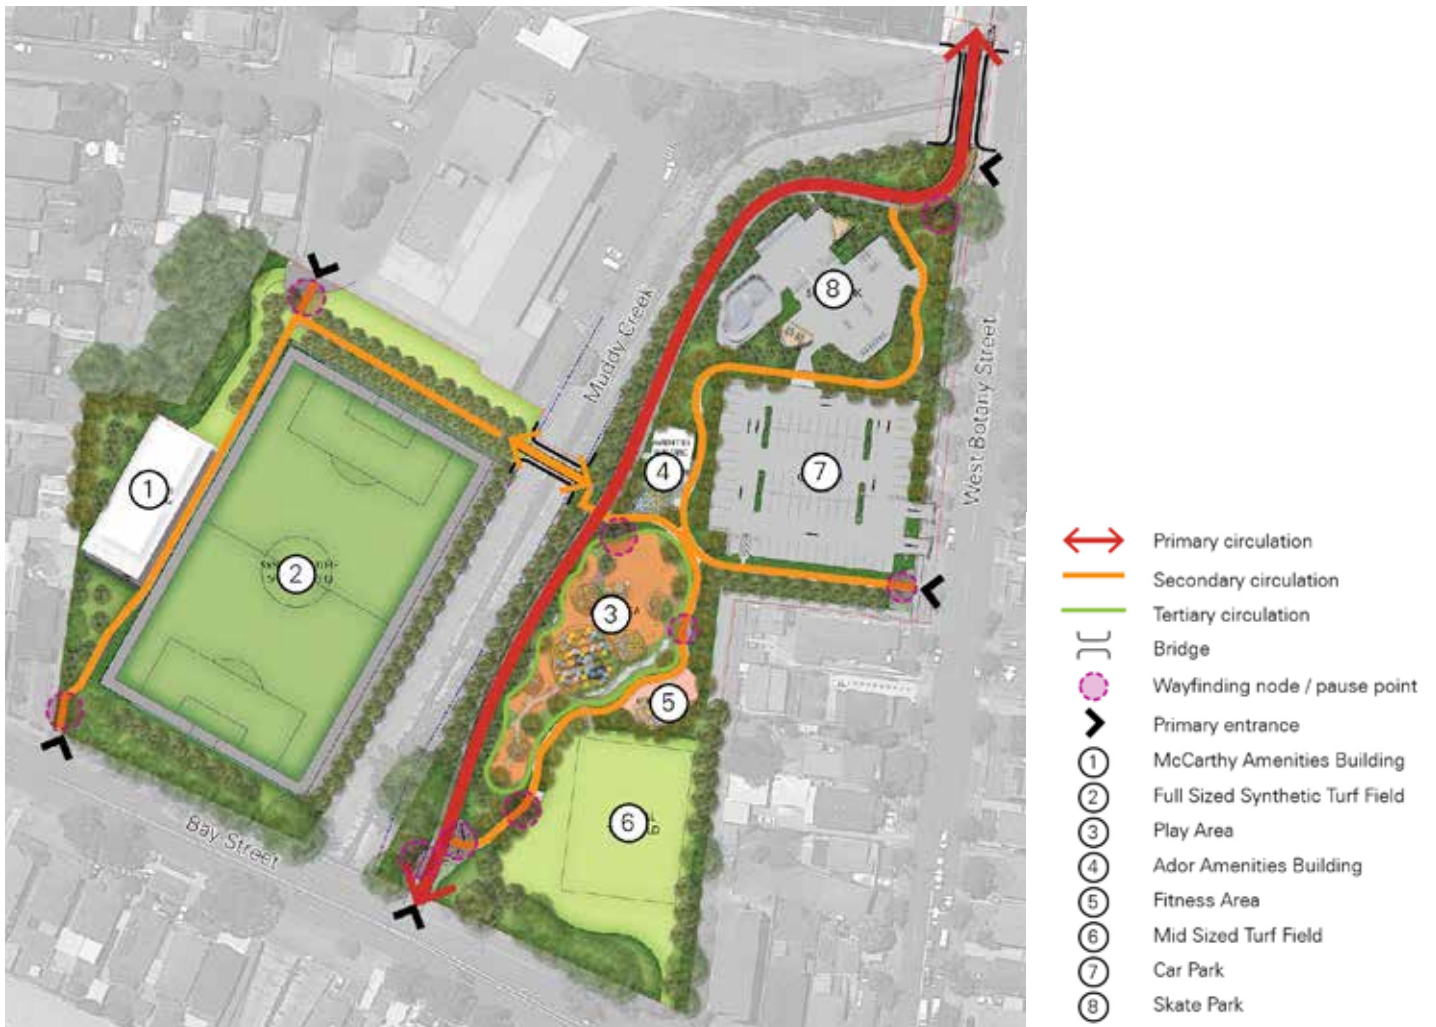 Muddy Creek
West Botany Street
Bay Street
1
2
3
4
5
6
7
8
Primary circulation
Secondary circulation
Tertiary circulation
Bridge
Wayfinding node / pause point
Primary entrance
1 McCarthy Amenities Building
2 Full Sized Synthetic Turf Field
3 Play Area
4 Ador Amenities Building
5 Fitness Area
6 Mid Sized Turf Field
7 Car Park
8 Skate Park